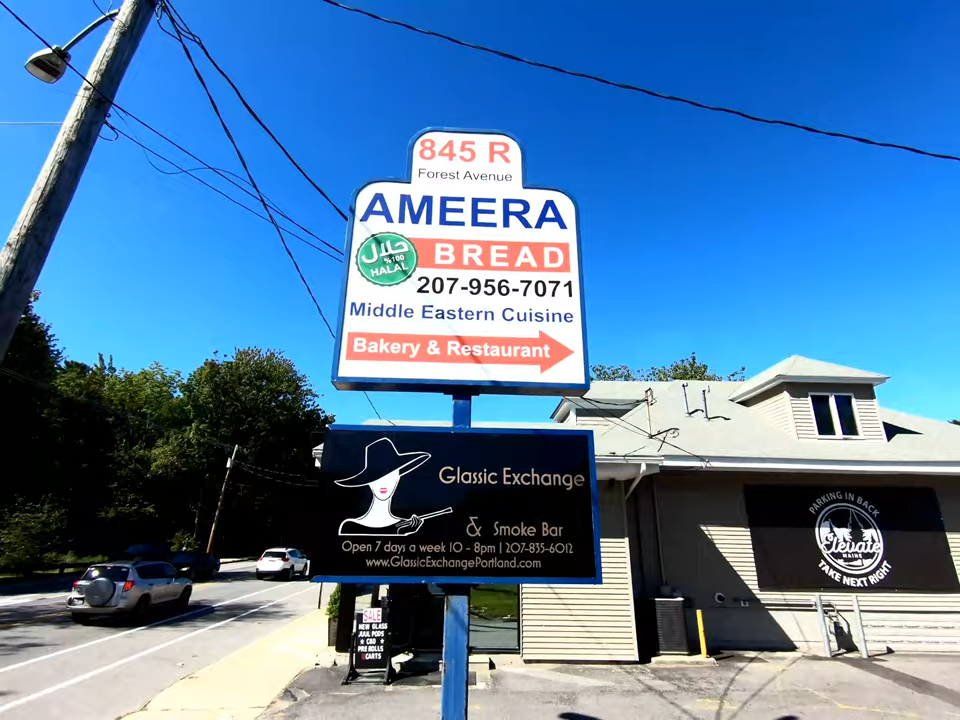 845 R
Forest Avenue
AMEERA
حلال
%100
HALAL
BREAD
207-956-7071
Middle Eastern Cuisine
Bakery & Restaurant
Glassic Exchange
& Smoke Bar
Open 7 days a week 10 - 8pm | 207-835-6012
www.GlassicExchangePortland.com
PARKING IN BACK
Elevate
MAINE
TAKE NEXT RIGHT
SALE
NEW GLASS
JUUL PODS
* CBD *
PRE ROLLS
CARTS